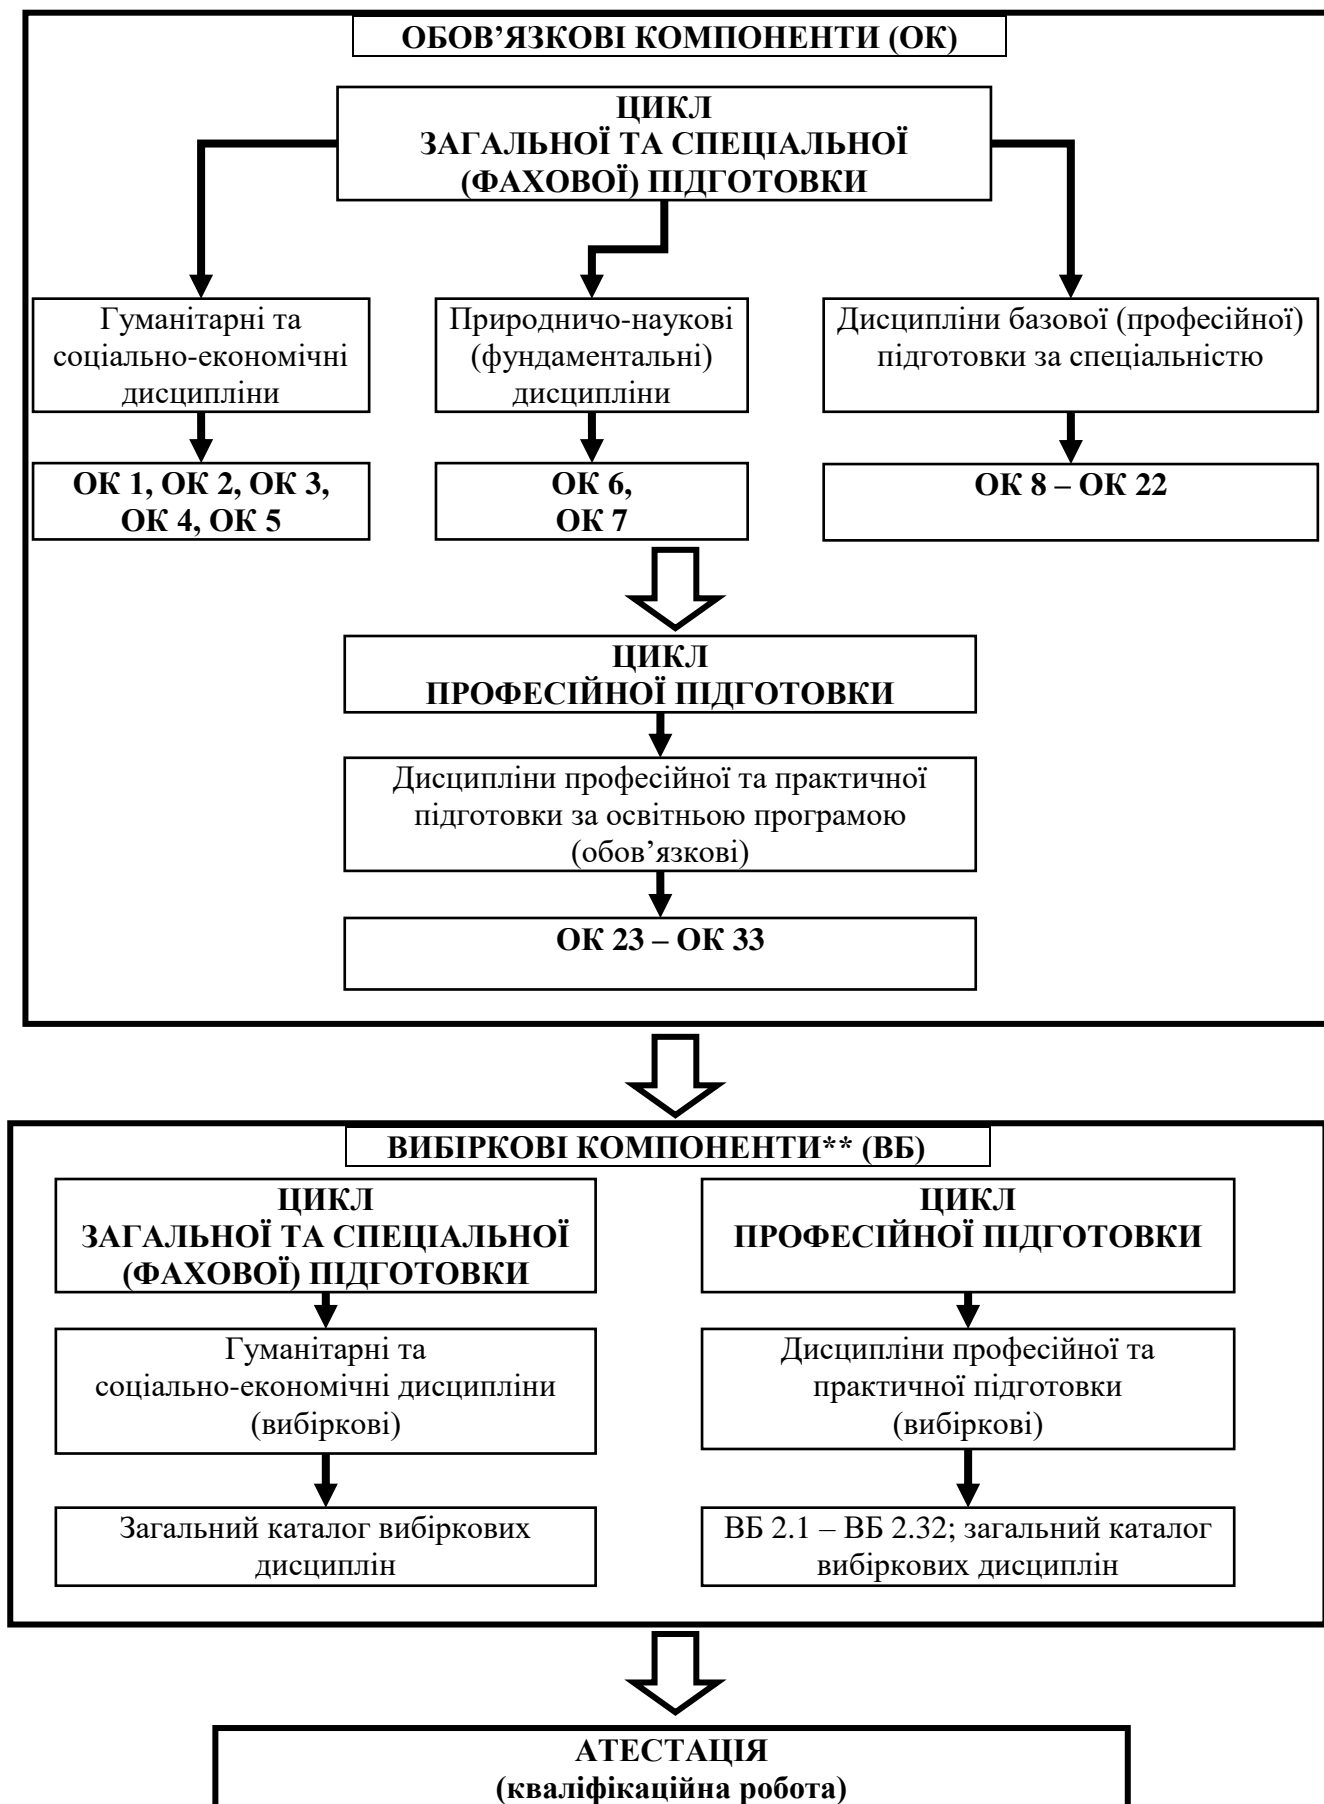 ОБОВ’ЯЗКОВІ КОМПОНЕНТИ (ОК)
ЦИКЛ
ЗАГАЛЬНОЇ ТА СПЕЦІАЛЬНОЇ
(ФАХОВОЇ) ПІДГОТОВКИ
Гуманітарні та
соціально-економічні
дисципліни
Природничо-наукові
(фундаментальні)
дисципліни
Дисципліни базової (професійної)
підготовки за спеціальністю
ОК 1, ОК 2, ОК 3,
ОК 4, ОК 5
ОК 6,
ОК 7
ОК 8 – ОК 22
ЦИКЛ
ПРОФЕСІЙНОЇ ПІДГОТОВКИ
Дисципліни професійної та практичної
підготовки за освітньою програмою
(обов’язкові)
ОК 23 – ОК 33
ВИБІРКОВІ КОМПОНЕНТИ** (ВБ)
ЦИКЛ
ЗАГАЛЬНОЇ ТА СПЕЦІАЛЬНОЇ
(ФАХОВОЇ) ПІДГОТОВКИ
ЦИКЛ
ПРОФЕСІЙНОЇ ПІДГОТОВКИ
Гуманітарні та
соціально-економічні дисципліни
(вибіркові)
Дисципліни професійної та
практичної підготовки
(вибіркові)
Загальний каталог вибіркових
дисциплін
ВБ 2.1 – ВБ 2.32; загальний каталог
вибіркових дисциплін
АТЕСТАЦІЯ
(кваліфікаційна робота)